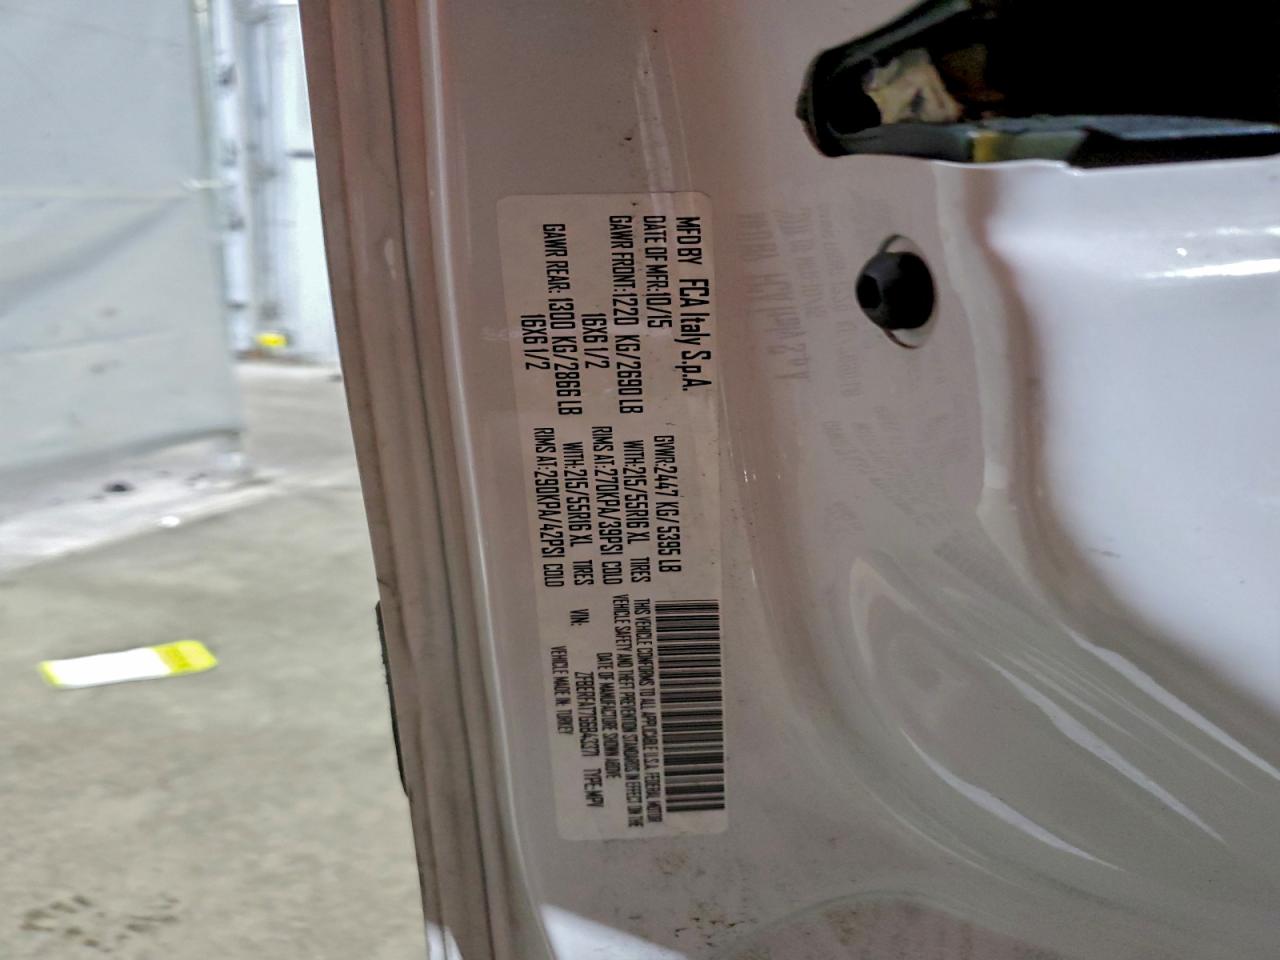 MFD BY FCA Italy S.p.A.
DATE OF MFR:10/15 GVWR:2447 KG/5395 LB
GAWR FRONT:1220 KG/2690 LB WITH:215/55R16 XL TIRES
16X6 1/2 RIMS AT:270KPA/39PSI COLD
GAWR REAR: 1300 KG/2866 LB WITH:215/55R16 XL TIRES
16X6 1/2 RIMS AT:290KPA/42PSI COLD
THIS VEHICLE CONFORMS TO ALL APPLICABLE U.S.A. FEDERAL MOTOR
VEHICLE SAFETY AND THEFT PREVENTION STANDARDS IN EFFECT ON THE
DATE OF MANUFACTURE SHOWN ABOVE
VIN: ZFBERFAT7G6B43271 TYPE:MPV
VEHICLE MADE IN: TURKEY